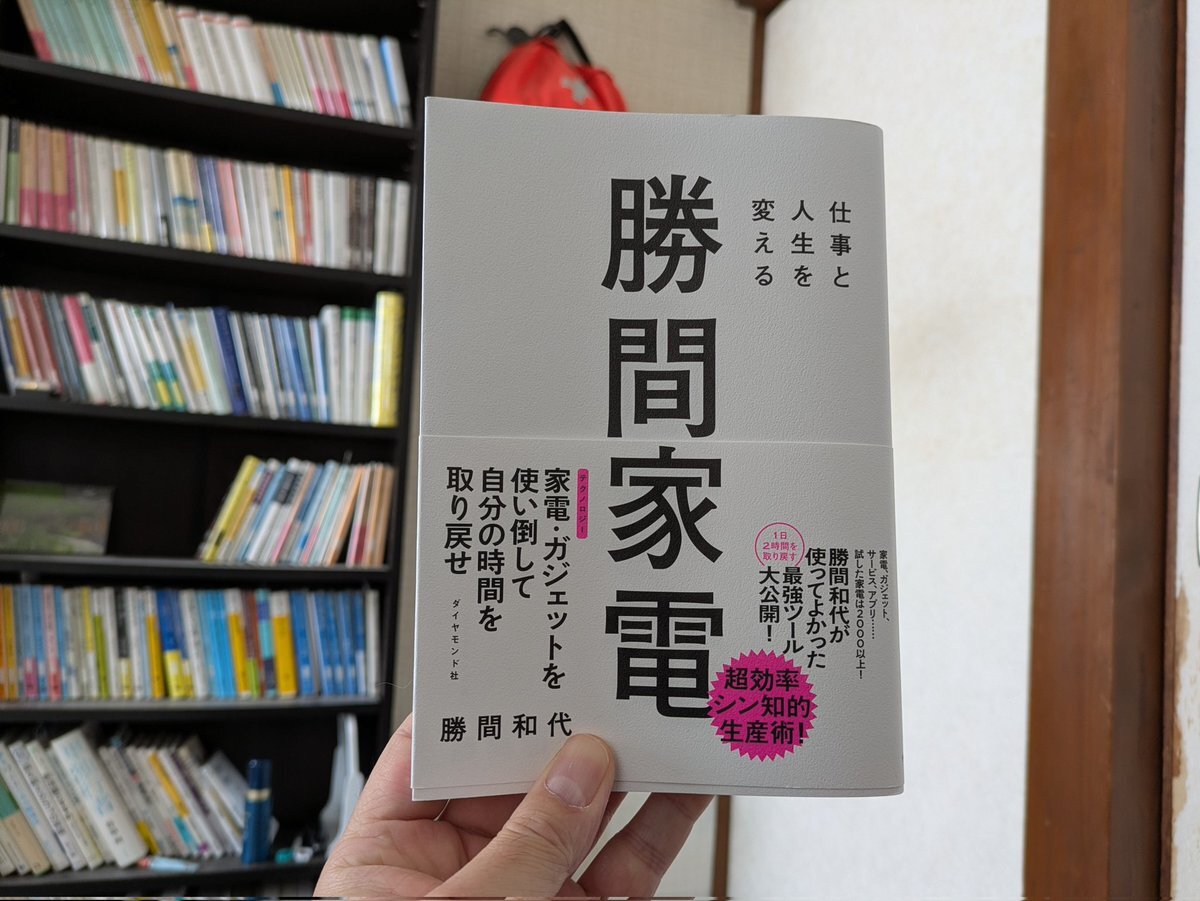 仕事と
人生を
変える
勝間家電
家電、ガジェット、
サービス、アプリ……
試した家電は2000以上！
勝間和代が
使ってよかった
最強ツール
大公開！
1日
2時間を
取り戻す
超効率
シン知的
生産術！
テクノロジー
家電・ガジェットを
使い倒して
自分の時間を
取り戻せ
ダイヤモンド社
勝間和代